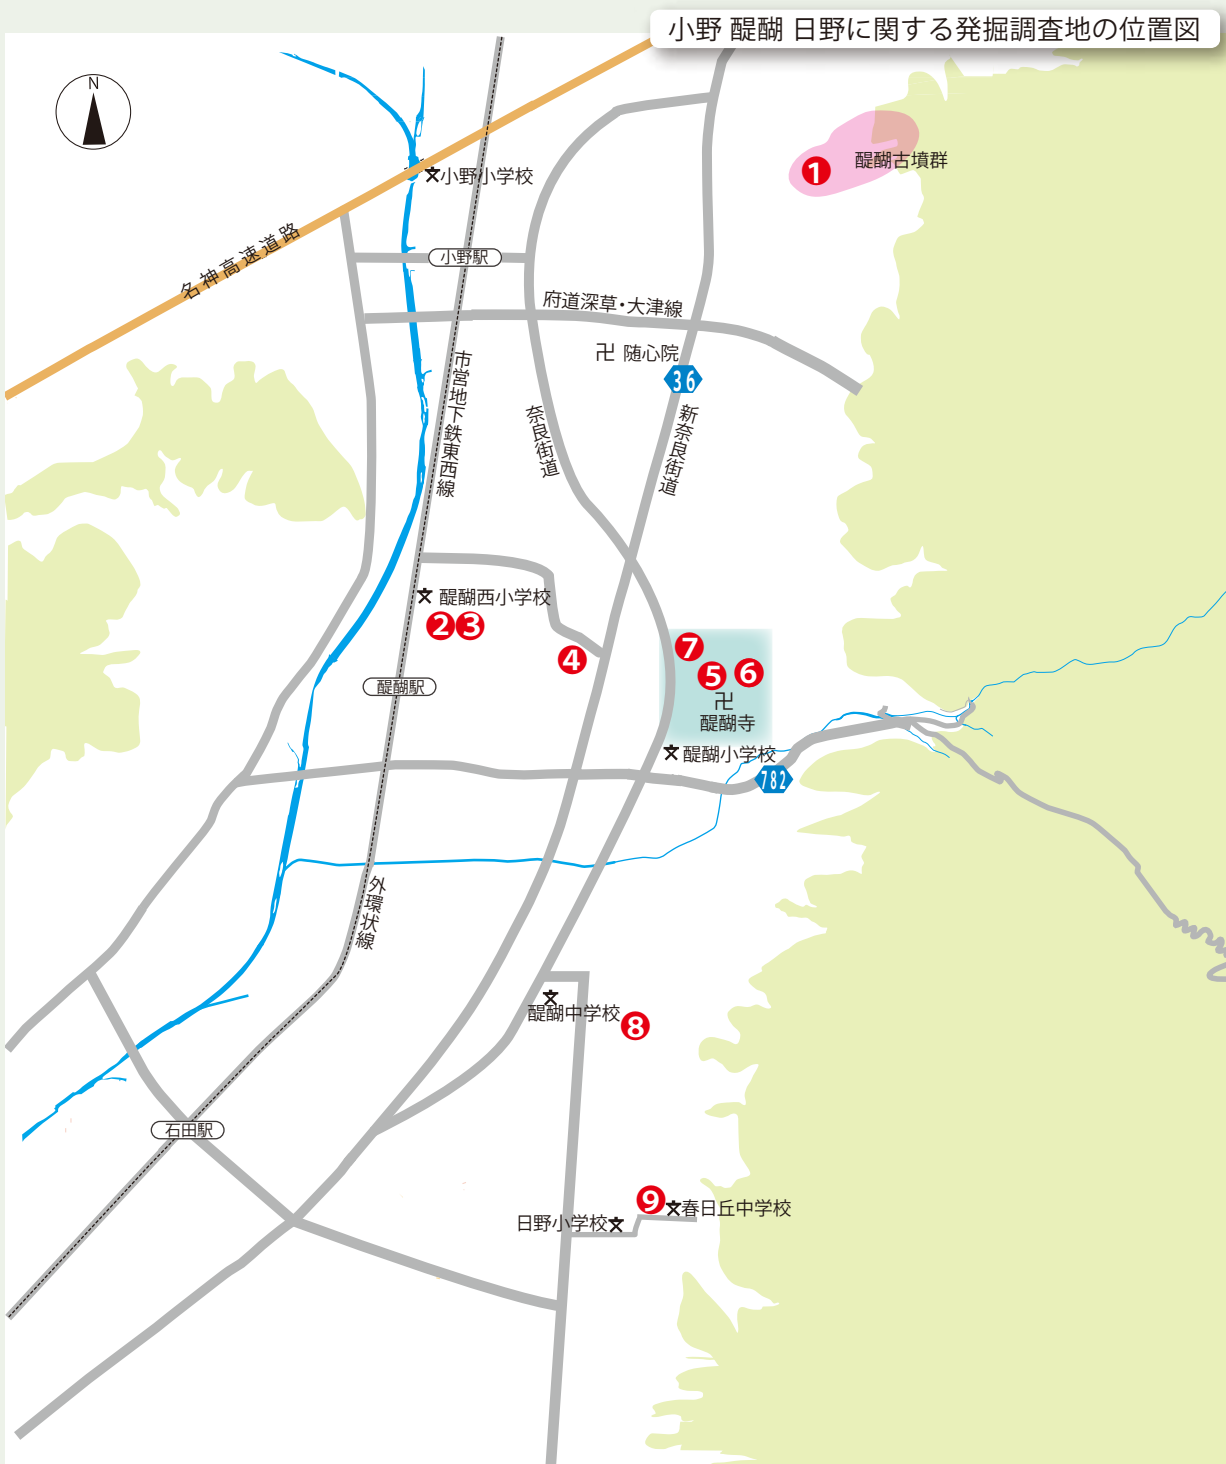 小野 醍醐 日野に関する発掘調査地の位置図
N
醍醐古墳群
1
小野小学校
名神高速道路
小野駅
府道深草・大津線
卍 随心院
36
市営地下鉄東西線
奈良街道
新奈良街道
醍醐西小学校
2
3
4
7
5
6
卍
醍醐寺
醍醐駅
醍醐小学校
782
外環状線
醍醐中学校
8
石田駅
9
春日丘中学校
日野小学校